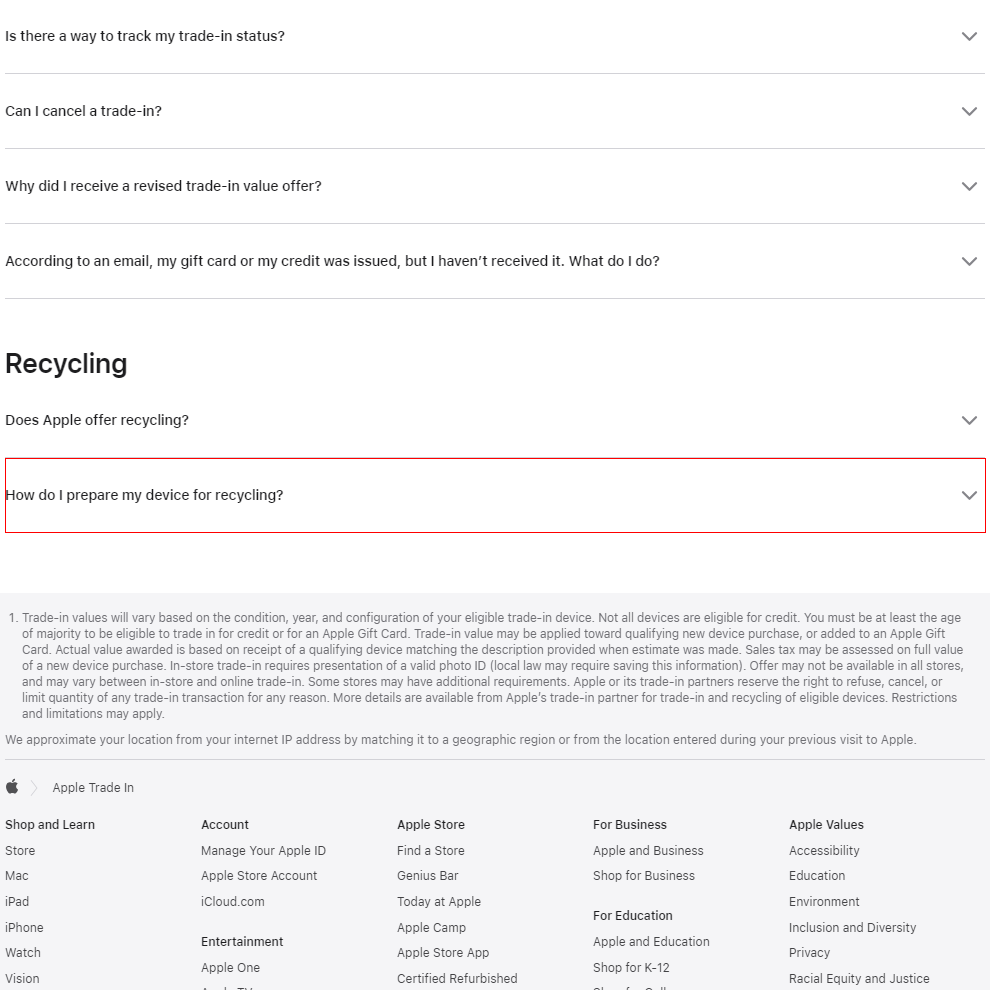 Is there a way to track my trade-in status?
Can I cancel a trade-in?
Why did I receive a revised trade-in value offer?
According to an email, my gift card or my credit was issued, but I haven’t received it. What do I do?
Recycling
Does Apple offer recycling?
How do I prepare my device for recycling?
1. Trade-in values will vary based on the condition, year, and configuration of your eligible trade-in device. Not all devices are eligible for credit. You must be at least the age
of majority to be eligible to trade in for credit or for an Apple Gift Card. Trade-in value may be applied toward qualifying new device purchase, or added to an Apple Gift
Card. Actual value awarded is based on receipt of a qualifying device matching the description provided when estimate was made. Sales tax may be assessed on full value
of a new device purchase. In-store trade-in requires presentation of a valid photo ID (local law may require saving this information). Offer may not be available in all stores,
and may vary between in-store and online trade-in. Some stores may have additional requirements. Apple or its trade-in partners reserve the right to refuse, cancel, or
limit quantity of any trade-in transaction for any reason. More details are available from Apple’s trade-in partner for trade-in and recycling of eligible devices. Restrictions
and limitations may apply.
We approximate your location from your internet IP address by matching it to a geographic region or from the location entered during your previous visit to Apple.
Apple Trade In
Shop and Learn
Store
Mac
iPad
iPhone
Watch
Vision
Account
Manage Your Apple ID
Apple Store Account
iCloud.com
Entertainment
Apple One
Apple Store
Find a Store
Genius Bar
Today at Apple
Apple Camp
Apple Store App
Certified Refurbished
For Business
Apple and Business
Shop for Business
For Education
Apple and Education
Shop for K-12
Apple Values
Accessibility
Education
Environment
Inclusion and Diversity
Privacy
Racial Equity and Justice